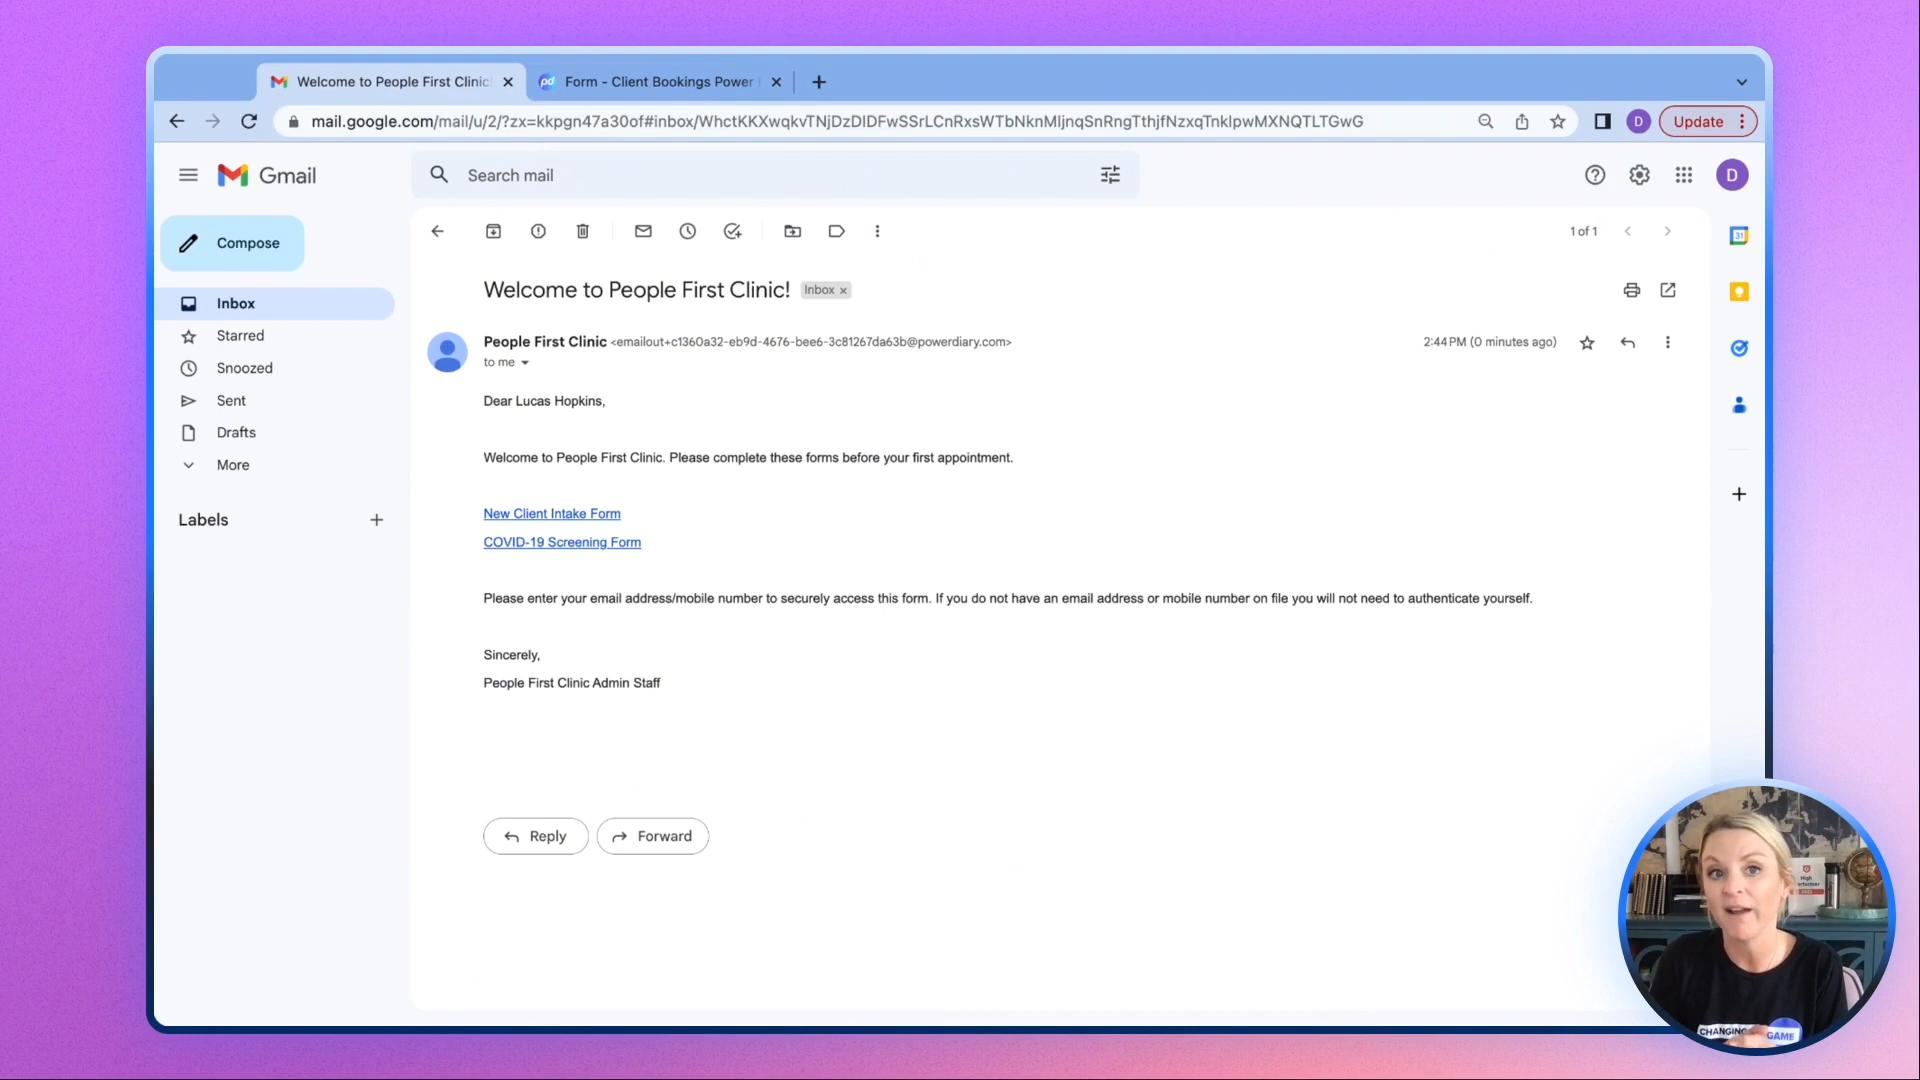 Welcome to People First Clinic!
Form - Client Bookings Power
mail.google.com/mail/u/2/?zx=kkpgn47a30of#inbox/WhctKKXwqkvTNjDzDlDFwSSrLCnRxsWTbNknMljnqSnRngTthjfNzxqTnklpwMXNQTLTGwG
D
Update
Gmail
Search mail
D
Compose
1 of 1
31
Welcome to People First Clinic!
Inbox x
Inbox
Starred
Snoozed
Sent
Drafts
More
Labels
People First Clinic <emailout+c1360a32-eb9d-4676-bee6-3c81267da63b@powerdiary.com>
2:44 PM (0 minutes ago)
to me
Dear Lucas Hopkins,
Welcome to People First Clinic. Please complete these forms before your first appointment.
New Client Intake Form
COVID-19 Screening Form
Please enter your email address/mobile number to securely access this form. If you do not have an email address or mobile number on file you will not need to authenticate yourself.
Sincerely,
People First Clinic Admin Staff
Reply
Forward
High
CHANGING
GAME